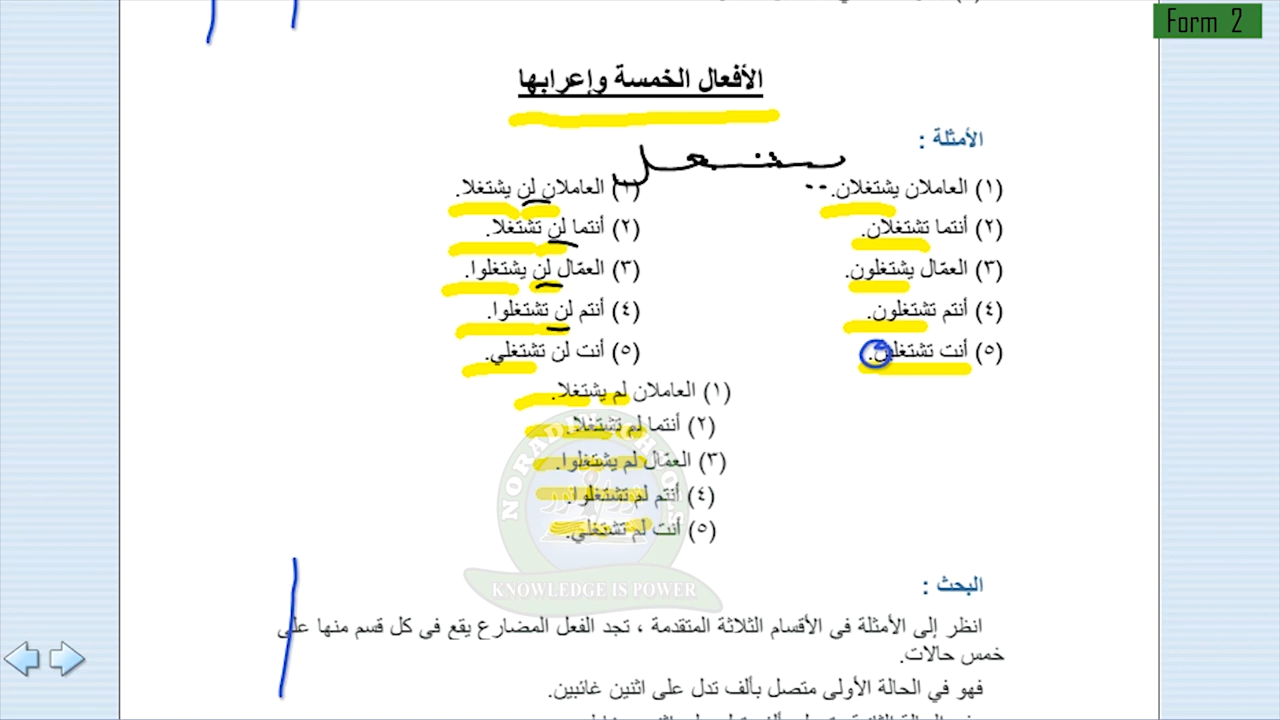 Form 2
الأفعال الخمسة وإعرابها
الأمثلة :
يشتغل
(١) العاملان يشتغلان.
(٢) أنتما تشتغلان.
(٣) العمّال يشتغلون.
(٤) أنتم تشتغلون.
(٥) أنت تشتغلين.
(١) العاملان لن يشتغلا.
(٢) أنتما لن تشتغلا.
(٣) العمّال لن يشتغلوا.
(٤) أنتم لن تشتغلوا.
(٥) أنت لن تشتغلي.
(١) العاملان لم يشتغلا.
(٢) أنتما لم تشتغلا.
(٣) العمّال لم يشتغلوا.
(٤) أنتم لم تشتغلوا.
(٥) أنت لم تشتغلي.
KNOWLEDGE IS POWER
البحث :
انظر إلى الأمثلة في الأقسام الثلاثة المتقدمة ، تجد الفعل المضارع يقع في كل قسم منها على
خمس حالات.
فهو في الحالة الأولى متصل بألف تدل على اثنين غائبين.